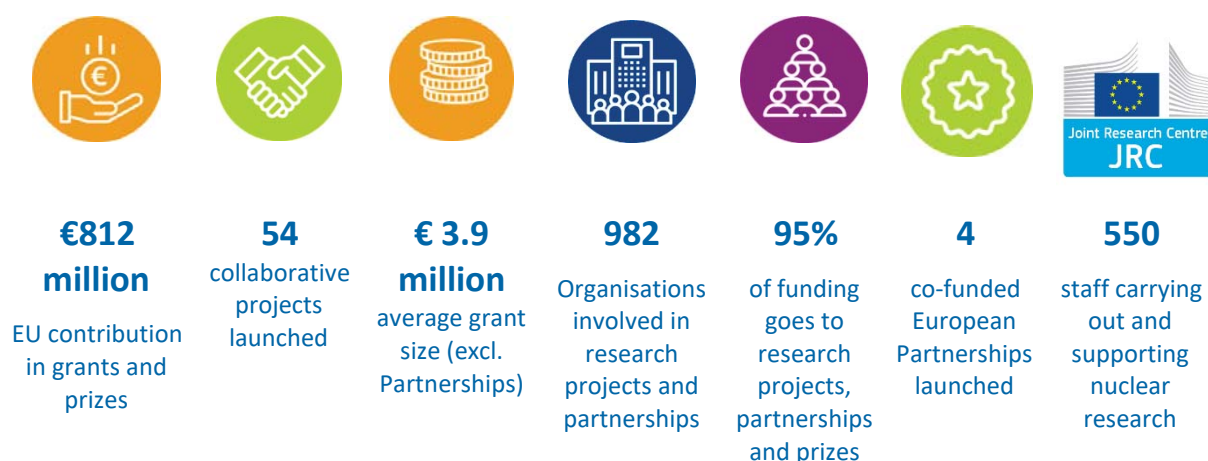 €
Joint Research Centre
JRC
€812
million
EU contribution
in grants and
prizes
54
collaborative
projects
launched
€ 3.9
million
average grant
size (excl.
Partnerships)
982
Organisations
involved in
research
projects and
partnerships
95%
of funding
goes to
research
projects,
partnerships
and prizes
4
co-funded
European
Partnerships
launched
550
staff carrying
out and
supporting
nuclear
research